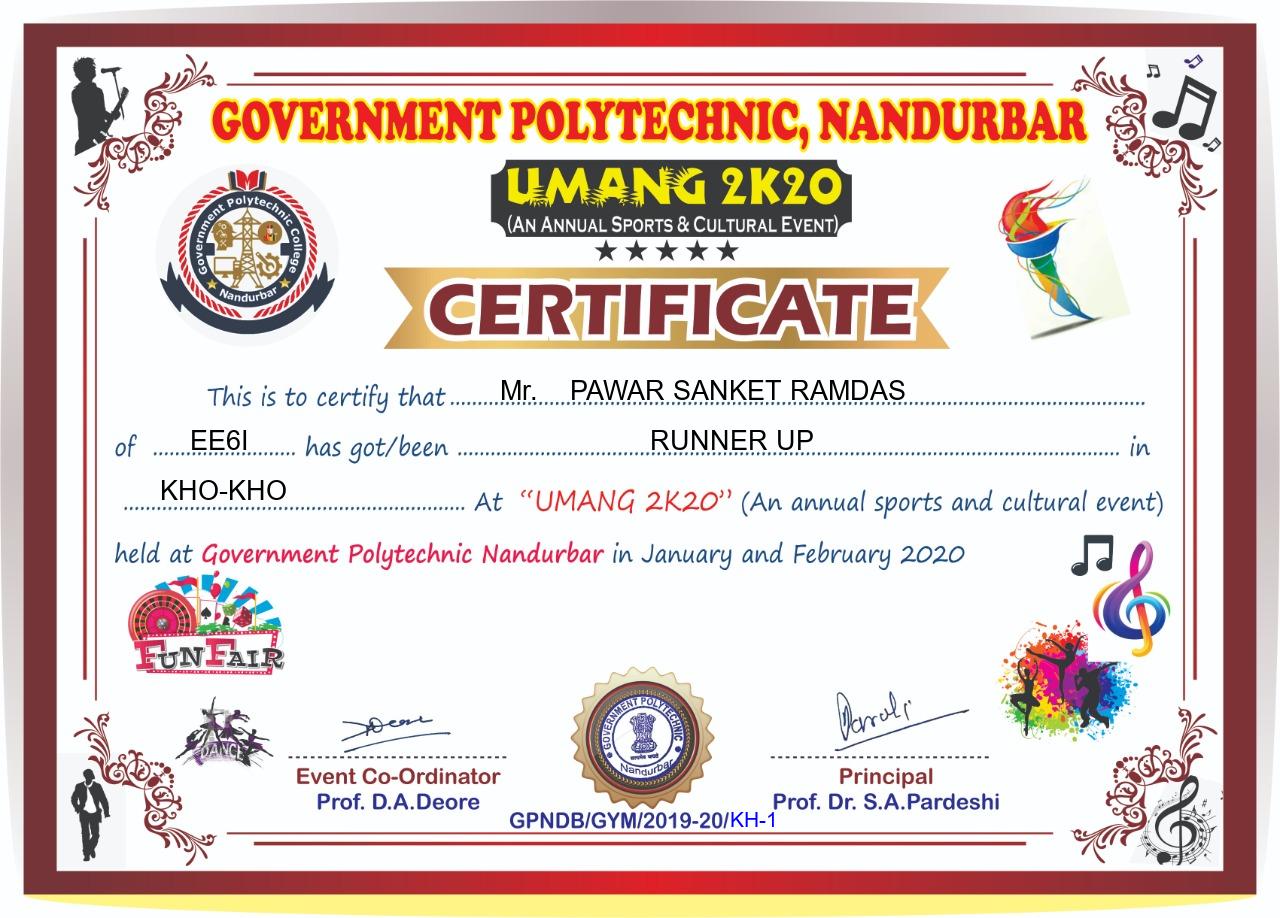 GOVERNMENT POLYTECHNIC, NANDURBAR
UMANG 2K20
(AN ANNUAL SPORTS & CULTURAL EVENT)
Government Polytechnic College
Nandurbar
CERTIFICATE
This is to certify that Mr. PAWAR SANKET RAMDAS
of EE6I has got/been RUNNER UP in
KHO-KHO At “UMANG 2K20” (An annual sports and cultural event)
held at Government Polytechnic Nandurbar in January and February 2020
FUN FAIR
DANCE
GOVERNMENT POLYTECHNIC
सत्यमेव जयते
Nandurbar
Event Co-Ordinator
Prof. D.A.Deore
Principal
Prof. Dr. S.A.Pardeshi
GPNDB/GYM/2019-20/KH-1